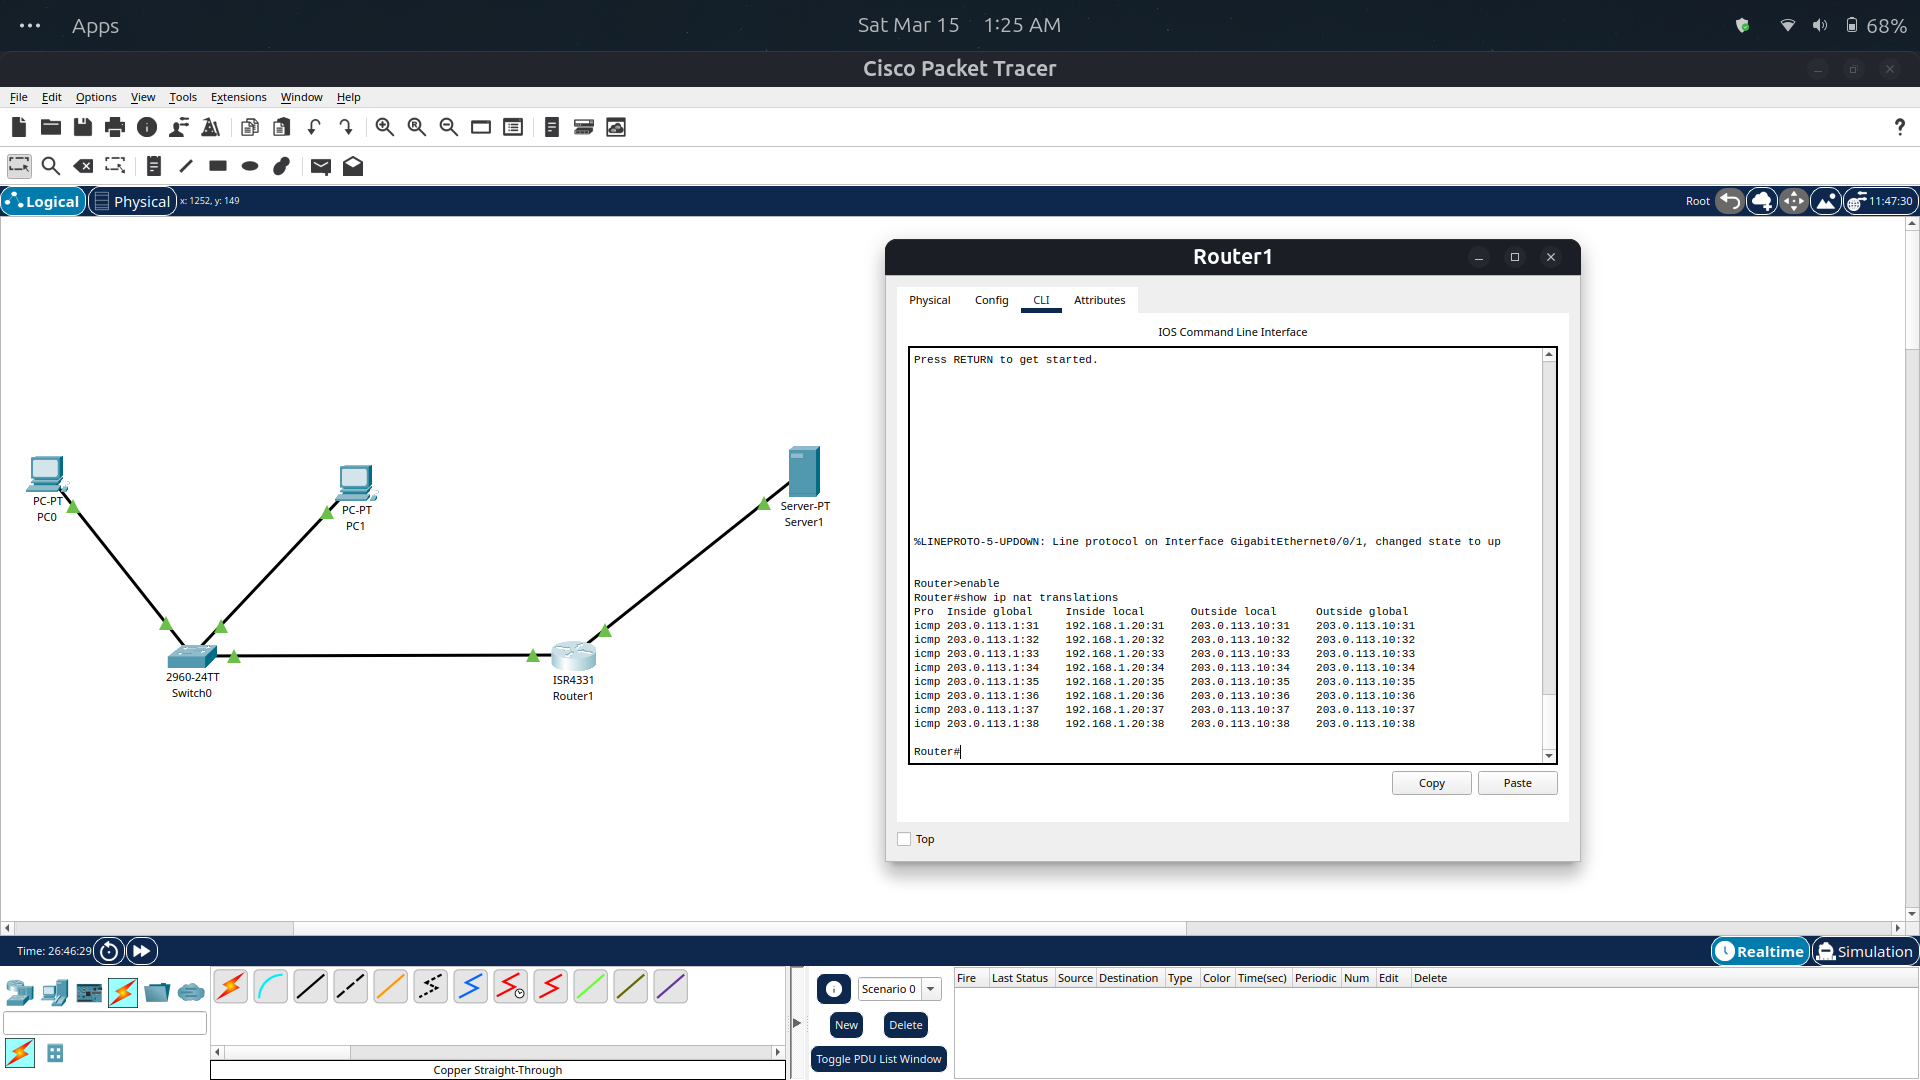 Apps
Sat Mar 15 1:25 AM
68%
Cisco Packet Tracer
File Edit Options View Tools Extensions Window Help
?
Logical Physical x: 1252, y: 149
Root 11:47:30
Router1
Physical Config CLI Attributes
IOS Command Line Interface
Press RETURN to get started.
%LINEPROTO-5-UPDOWN: Line protocol on Interface GigabitEthernet0/0/1, changed state to up
Router>enable
Router#show ip nat translations
Pro  Inside global     Inside local       Outside local      Outside global
icmp 203.0.113.1:31    192.168.1.20:31    203.0.113.10:31    203.0.113.10:31
icmp 203.0.113.1:32    192.168.1.20:32    203.0.113.10:32    203.0.113.10:32
icmp 203.0.113.1:33    192.168.1.20:33    203.0.113.10:33    203.0.113.10:33
icmp 203.0.113.1:34    192.168.1.20:34    203.0.113.10:34    203.0.113.10:34
icmp 203.0.113.1:35    192.168.1.20:35    203.0.113.10:35    203.0.113.10:35
icmp 203.0.113.1:36    192.168.1.20:36    203.0.113.10:36    203.0.113.10:36
icmp 203.0.113.1:37    192.168.1.20:37    203.0.113.10:37    203.0.113.10:37
icmp 203.0.113.1:38    192.168.1.20:38    203.0.113.10:38    203.0.113.10:38
Router#
Copy Paste
Top
PC-PT
PC0
PC-PT
PC1
Server-PT
Server1
2960-24TT
Switch0
ISR4331
Router1
Time: 26:46:29
Realtime Simulation
Copper Straight-Through
Scenario 0
New Delete
Toggle PDU List Window
Fire Last Status Source Destination Type Color Time(sec) Periodic Num Edit Delete